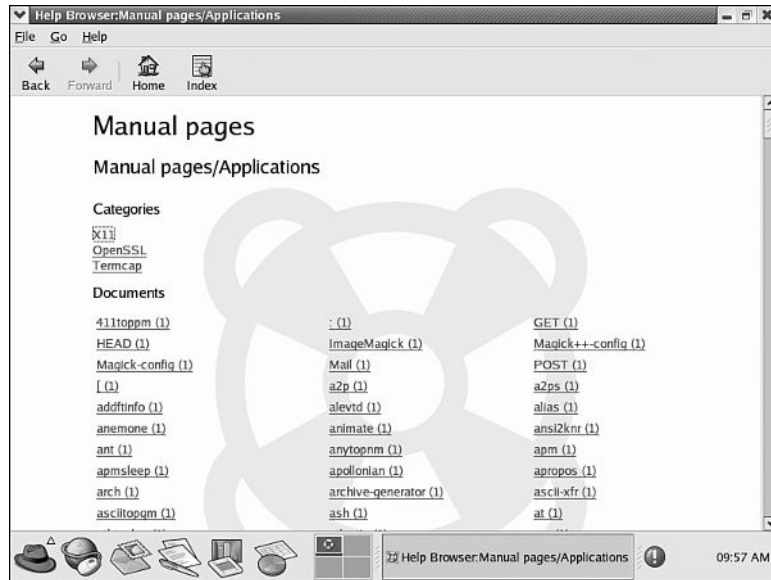 Help Browser:Manual pages/Applications
File Go Help
Back Forward Home Index
Manual pages
Manual pages/Applications
Categories
X11
OpenSSL
Termcap
Documents
411toppm (1) : (1) GET (1)
HEAD (1) ImageMagick (1) Magick++-config (1)
Magick-config (1) Mail (1) POST (1)
[ (1) a2p (1) a2ps (1)
addftinfo (1) alevtd (1) alias (1)
anemone (1) animate (1) ansi2knr (1)
ant (1) anytopnm (1) apm (1)
apmsleep (1) apollonian (1) apropos (1)
arch (1) archive-generator (1) ascii-xfr (1)
asciitopgm (1) ash (1) at (1)
Help Browser:Manual pages/Applications
09:57 AM